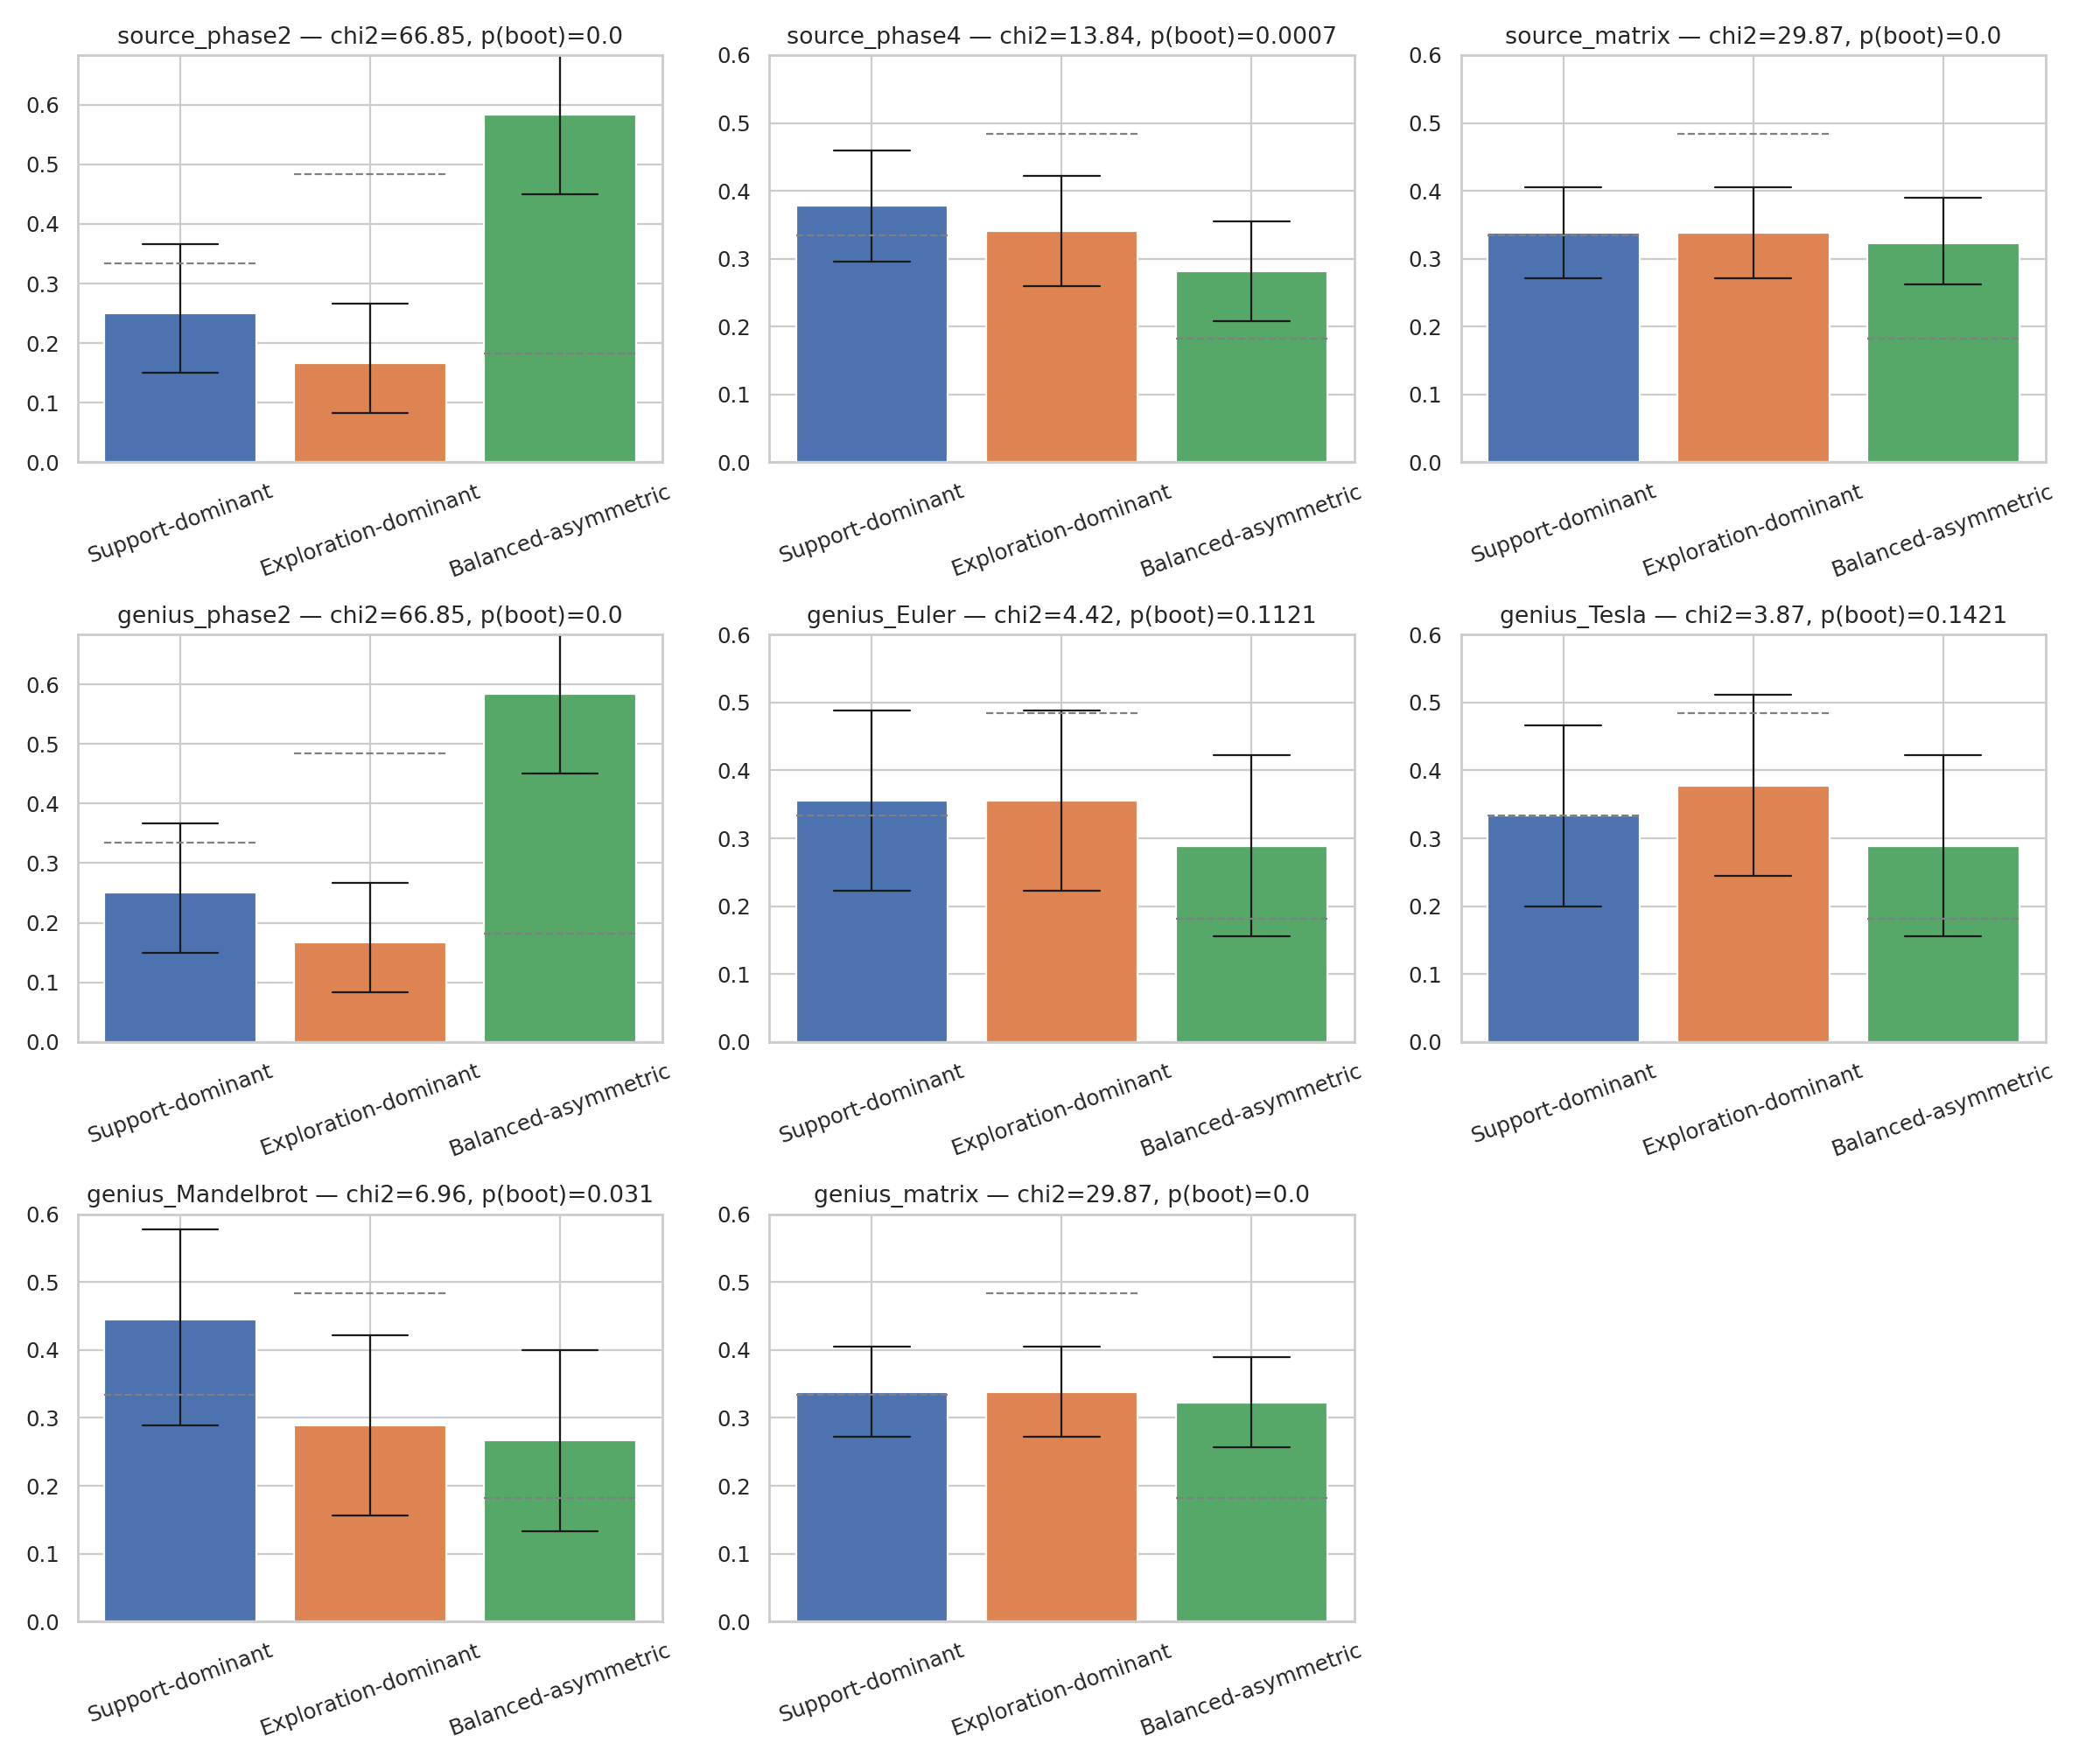 source_phase2 — chi2=66.85, p(boot)=0.0
0.6
0.5
0.4
0.3
0.2
0.1
0.0
Support-dominant
Exploration-dominant
Balanced-asymmetric
source_phase4 — chi2=13.84, p(boot)=0.0007
0.6
0.5
0.4
0.3
0.2
0.1
0.0
Support-dominant
Exploration-dominant
Balanced-asymmetric
source_matrix — chi2=29.87, p(boot)=0.0
0.6
0.5
0.4
0.3
0.2
0.1
0.0
Support-dominant
Exploration-dominant
Balanced-asymmetric
genius_phase2 — chi2=66.85, p(boot)=0.0
0.6
0.5
0.4
0.3
0.2
0.1
0.0
Support-dominant
Exploration-dominant
Balanced-asymmetric
genius_Euler — chi2=4.42, p(boot)=0.1121
0.6
0.5
0.4
0.3
0.2
0.1
0.0
Support-dominant
Exploration-dominant
Balanced-asymmetric
genius_Tesla — chi2=3.87, p(boot)=0.1421
0.6
0.5
0.4
0.3
0.2
0.1
0.0
Support-dominant
Exploration-dominant
Balanced-asymmetric
genius_Mandelbrot — chi2=6.96, p(boot)=0.031
0.6
0.5
0.4
0.3
0.2
0.1
0.0
Support-dominant
Exploration-dominant
Balanced-asymmetric
genius_matrix — chi2=29.87, p(boot)=0.0
0.6
0.5
0.4
0.3
0.2
0.1
0.0
Support-dominant
Exploration-dominant
Balanced-asymmetric